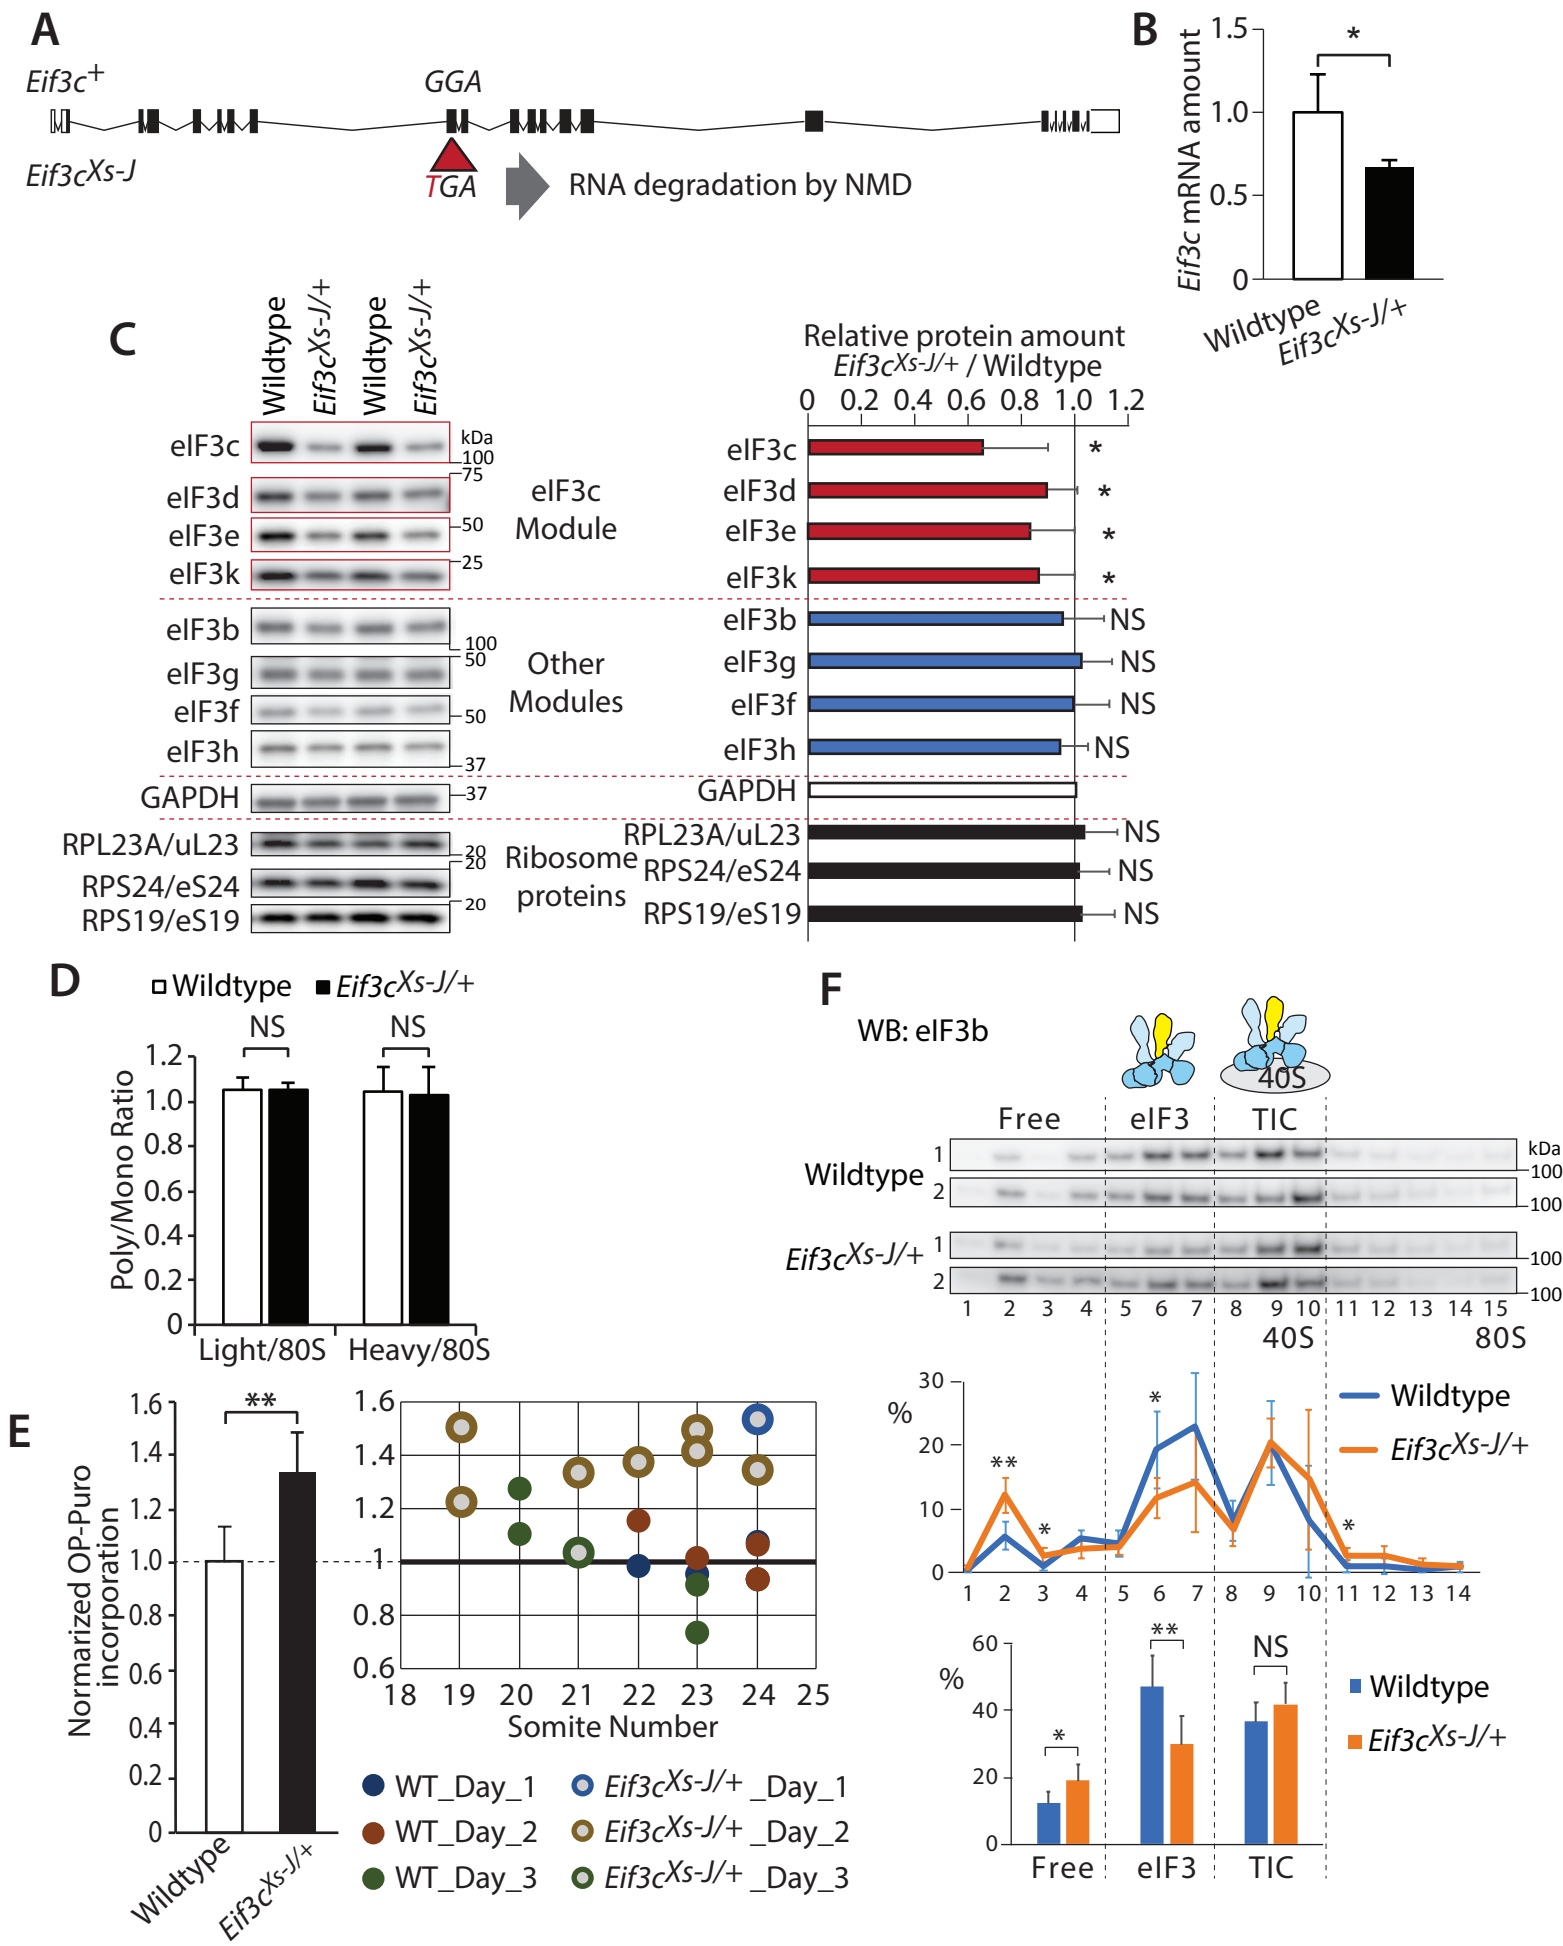 A
Eif3c+
GGA
Eif3cXs-J
TGA
RNA degradation by NMD
B
Eif3c mRNA amount
1.5
1.0
0.5
0
*
Wildtype
Eif3cXs-J/+
C
Wildtype
Eif3cXs-J/+
Wildtype
Eif3cXs-J/+
kDa
eIF3c
100
75
eIF3d
eIF3e
50
eIF3k
25
eIF3c
Module
eIF3b
100
50
eIF3g
eIF3f
50
eIF3h
37
Other
Modules
GAPDH
37
RPL23A/uL23
20
20
RPS24/eS24
20
RPS19/eS19
Ribosome
proteins
Relative protein amount
Eif3cXs-J/+ / Wildtype
0 0.2 0.4 0.6 0.8 1.0 1.2
eIF3c *
eIF3d *
eIF3e *
eIF3k *
eIF3b NS
eIF3g NS
eIF3f NS
eIF3h NS
GAPDH
RPL23A/uL23 NS
RPS24/eS24 NS
RPS19/eS19 NS
D
Wildtype Eif3cXs-J/+
NS NS
Poly/Mono Ratio
1.2
1.0
0.8
0.6
0.4
0.2
0
Light/80S Heavy/80S
E
Normarized OP-Puro
incorporation
1.6
1.4
1.2
1.0
0.8
0.6
0.4
0.2
0
**
Wildtype
Eif3cXs-J/+
1.6
1.4
1.2
1
0.8
0.6
18 19 20 21 22 23 24 25
Somite Number
WT_Day_1 Eif3cXs-J/+ _Day_1
WT_Day_2 Eif3cXs-J/+ _Day_2
WT_Day_3 Eif3cXs-J/+ _Day_3
F
WB: eIF3b
40S
Free eIF3 TIC
kDa
Wildtype
1 100
2 100
Eif3cXs-J/+
1 100
2 100
1 2 3 4 5 6 7 8 9 10 11 12 13 14 15
40S 80S
%
30
20
10
0
** * * *
Wildtype
Eif3cXs-J/+
1 2 3 4 5 6 7 8 9 10 11 12 13 14
%
60
40
20
0
* ** NS
Wildtype
Eif3cXs-J/+
Free eIF3 TIC